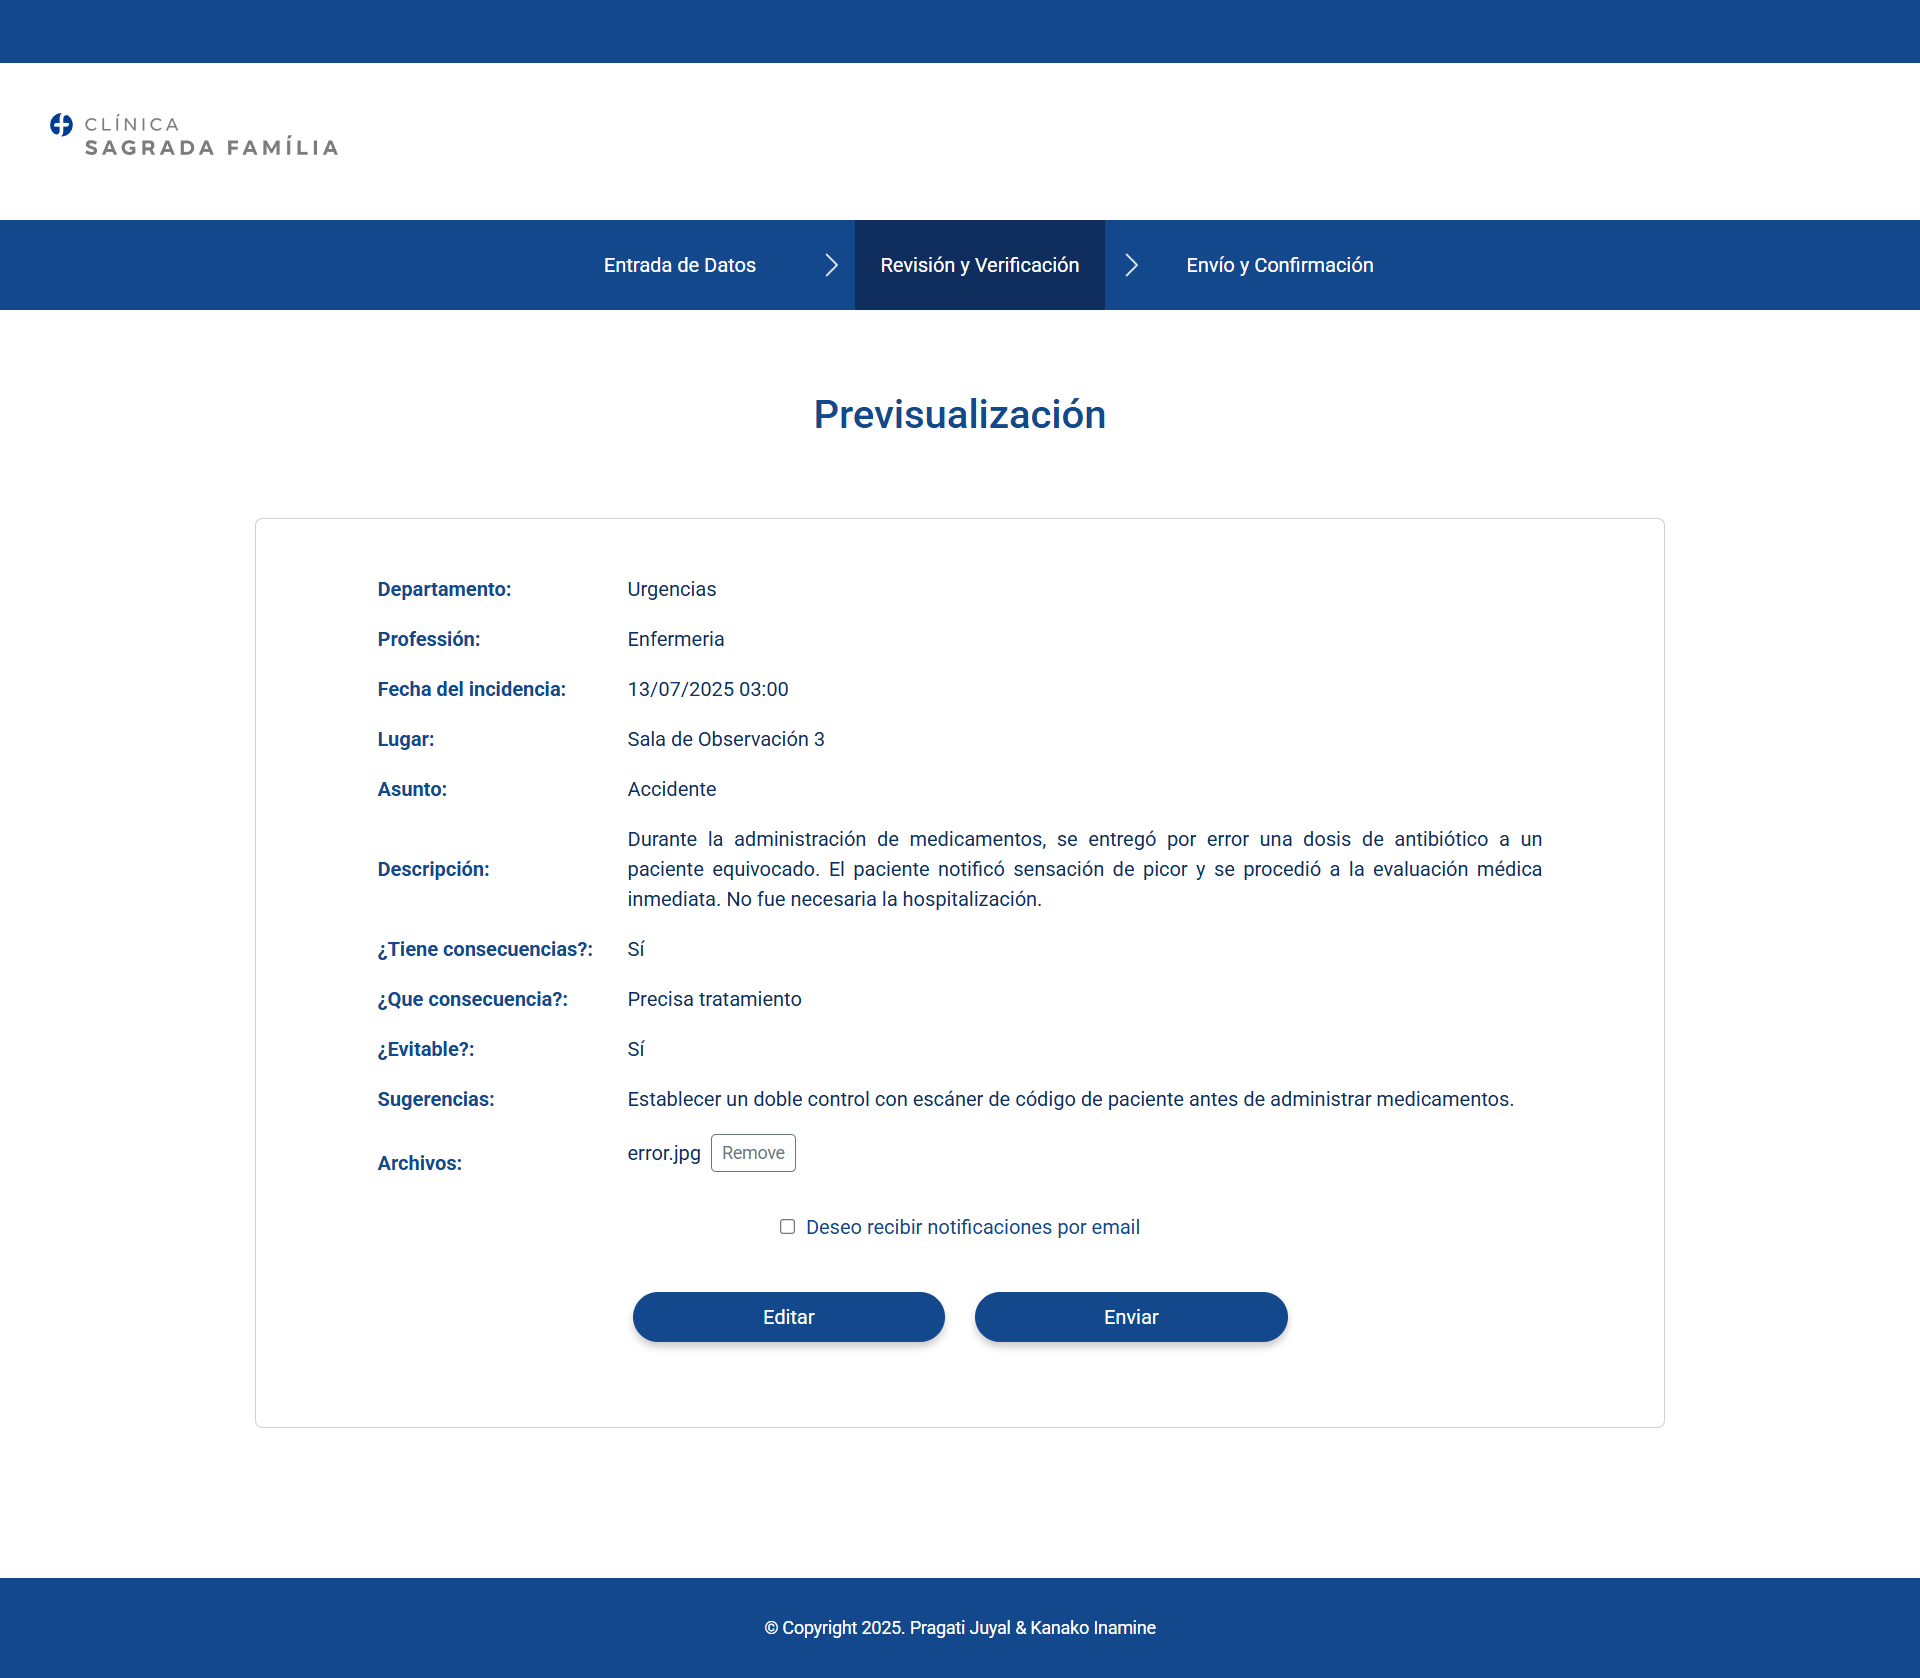 CLÍNICA
SAGRADA FAMÍLIA
Entrada de Datos
Revisión y Verificación
Envío y Confirmación
Previsualización
Departamento: Urgencias
Professión: Enfermeria
Fecha del incidencia: 13/07/2025 03:00
Lugar: Sala de Observación 3
Asunto: Accidente
Descripción:
Durante la administración de medicamentos, se entregó por error una dosis de antibiótico a un
paciente equivocado. El paciente notificó sensación de picor y se procedió a la evaluación médica
inmediata. No fue necesaria la hospitalización.
¿Tiene consecuencias?: Sí
¿Que consecuencia?: Precisa tratamiento
¿Evitable?: Sí
Sugerencias: Establecer un doble control con escáner de código de paciente antes de administrar medicamentos.
Archivos: error.jpg Remove
Deseo recibir notificaciones por email
Editar
Enviar
© Copyright 2025. Pragati Juyal & Kanako Inamine